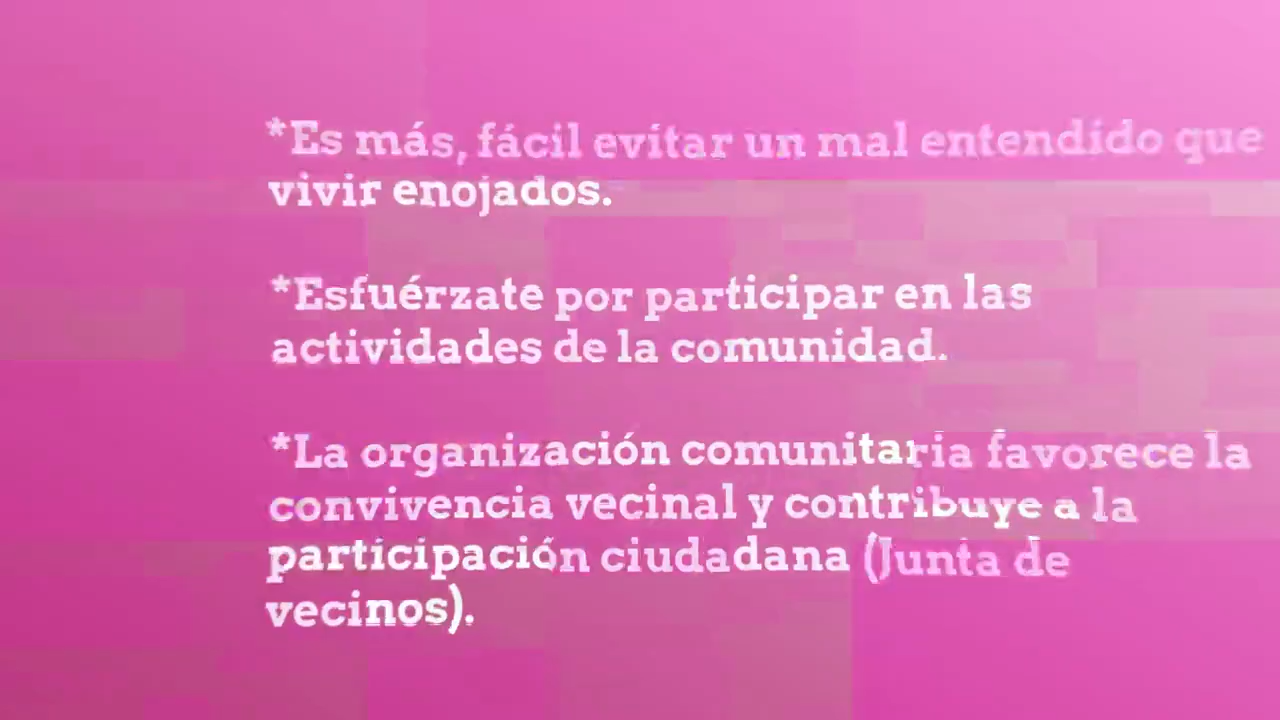 *Es más, fácil evitar un mal entendido que
vivir enojados.
*Esfuérzate por participar en las
actividades de la comunidad.
*La organización comunitaria favorece la
convivencia vecinal y contribuye a la
participación ciudadana (Junta de
vecinos).